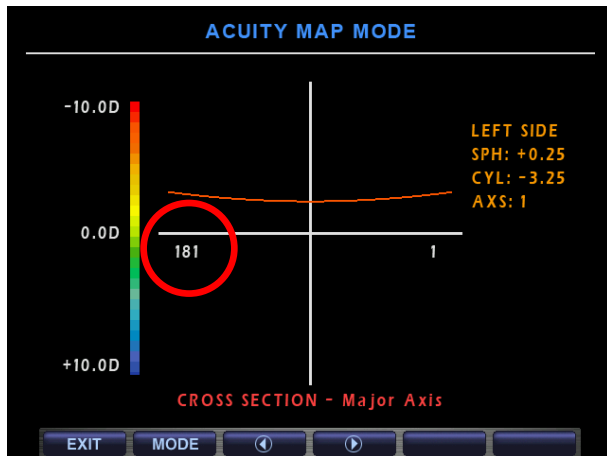 ACUITY MAP MODE
-10.0D
LEFT SIDE
SPH: +0.25
CYL: -3.25
AXS: 1
0.0D
181
1
+10.0D
CROSS SECTION - Major Axis
EXIT
MODE